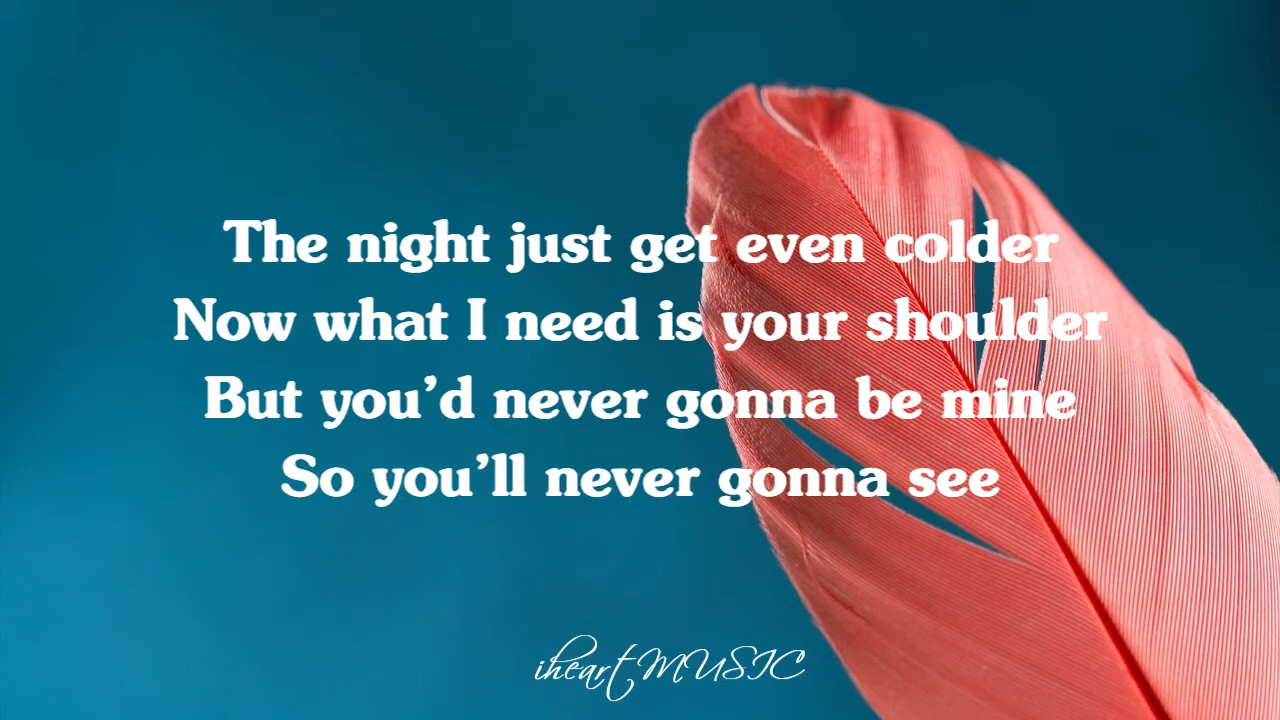 The night just get even colder
Now what I need is your shoulder
But you’d never gonna be mine
So you’ll never gonna see
iheartMUSIC